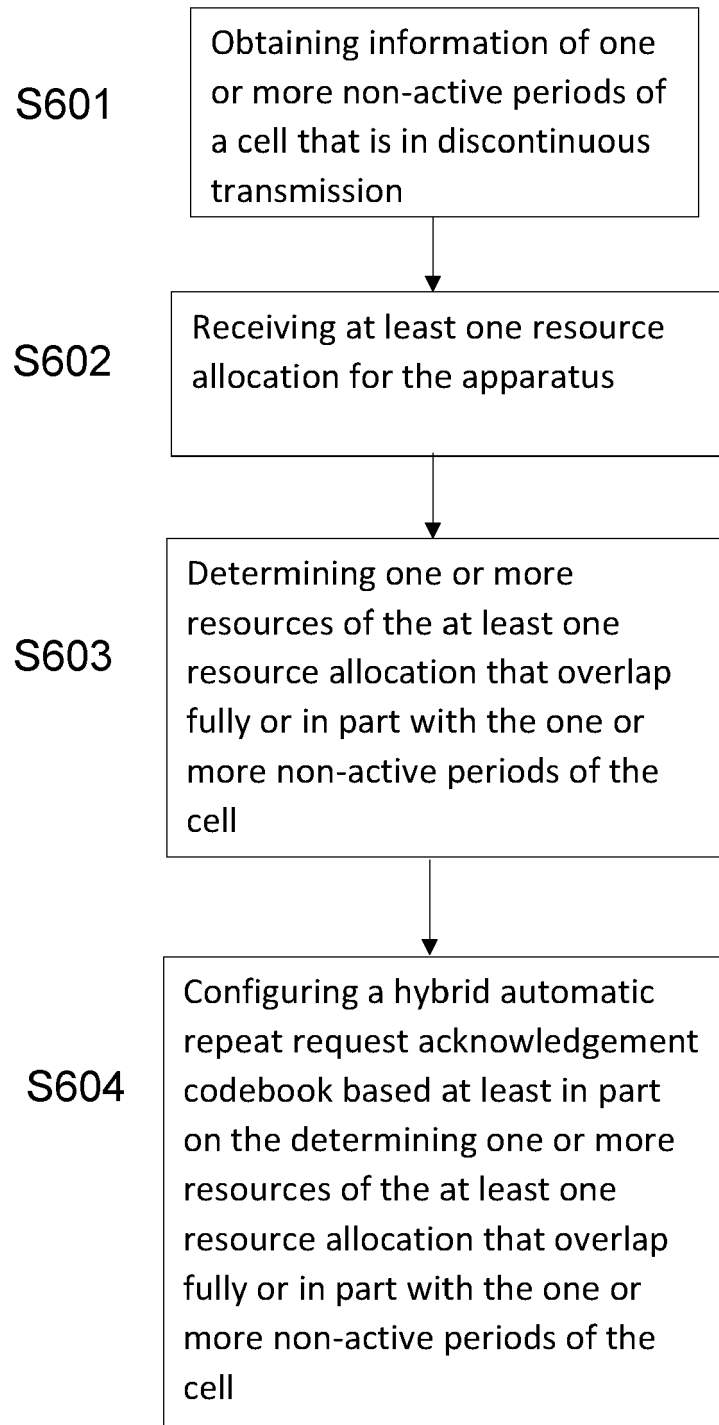 S601
Obtaining information of one
or more non-active periods of
a cell that is in discontinuous
transmission
S602
Receiving at least one resource
allocation for the apparatus
S603
Determining one or more
resources of the at least one
resource allocation that overlap
fully or in part with the one or
more non-active periods of the
cell
S604
Configuring a hybrid automatic
repeat request acknowledgement
codebook based at least in part
on the determining one or more
resources of the at least one
resource allocation that overlap
fully or in part with the one or
more non-active periods of the
cell